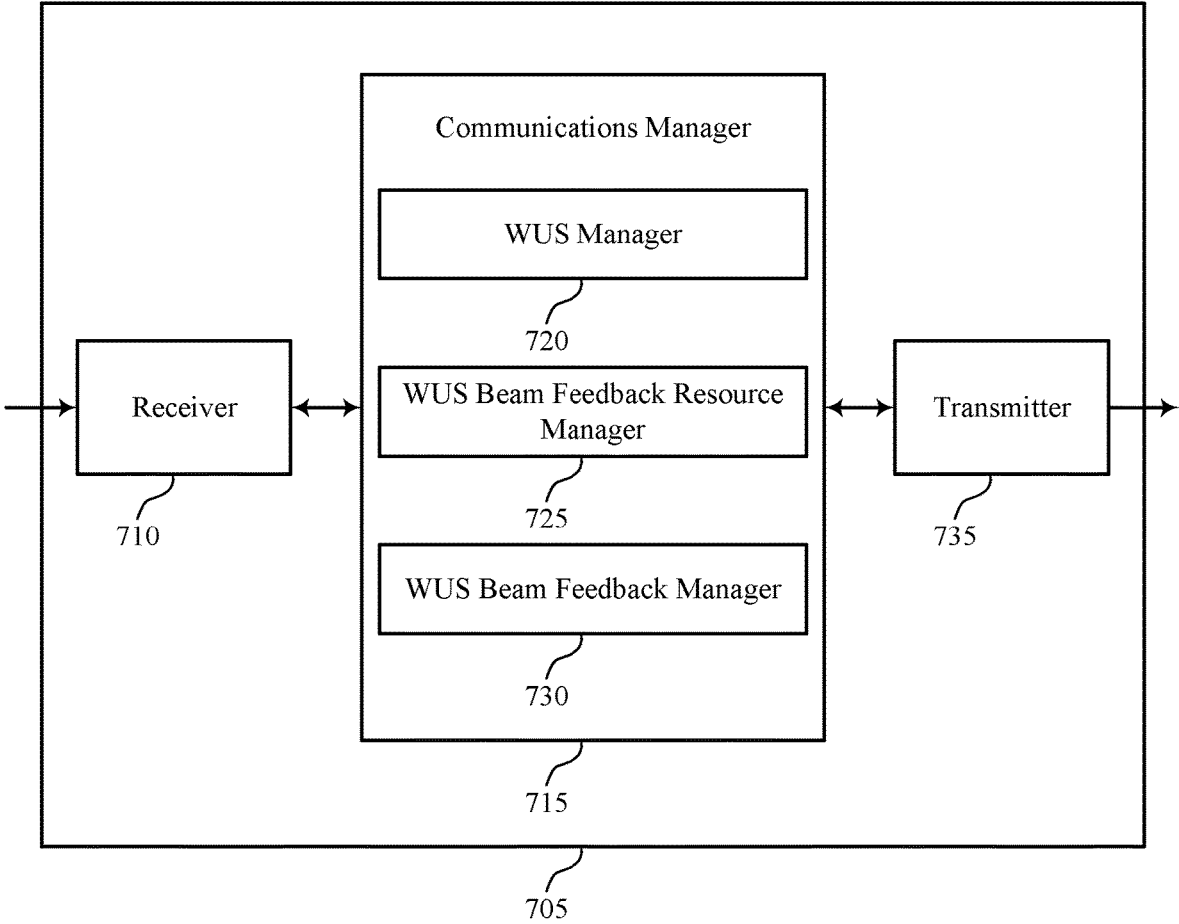 Communications Manager
WUS Manager
720
Receiver
710
WUS Beam Feedback Resource
Manager
725
Transmitter
735
WUS Beam Feedback Manager
730
715
705